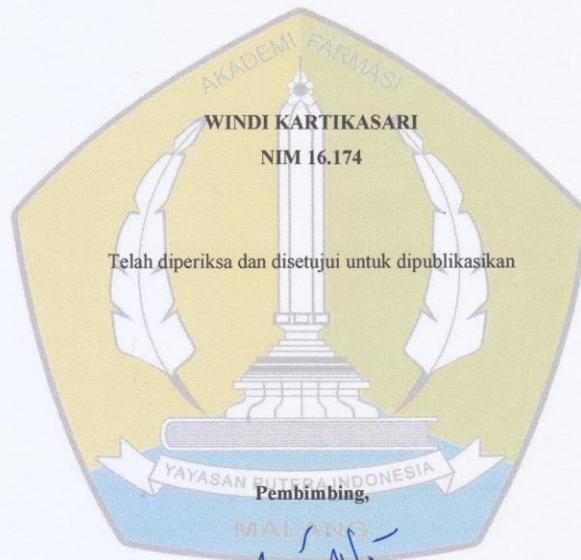 AKADEMI FARMASI
WINDI KARTIKASARI
NIM 16.174
Telah diperiksa dan disetujui untuk dipublikasikan
YAYASAN PUTERA INDONESIA
Pembimbing,
MALANG